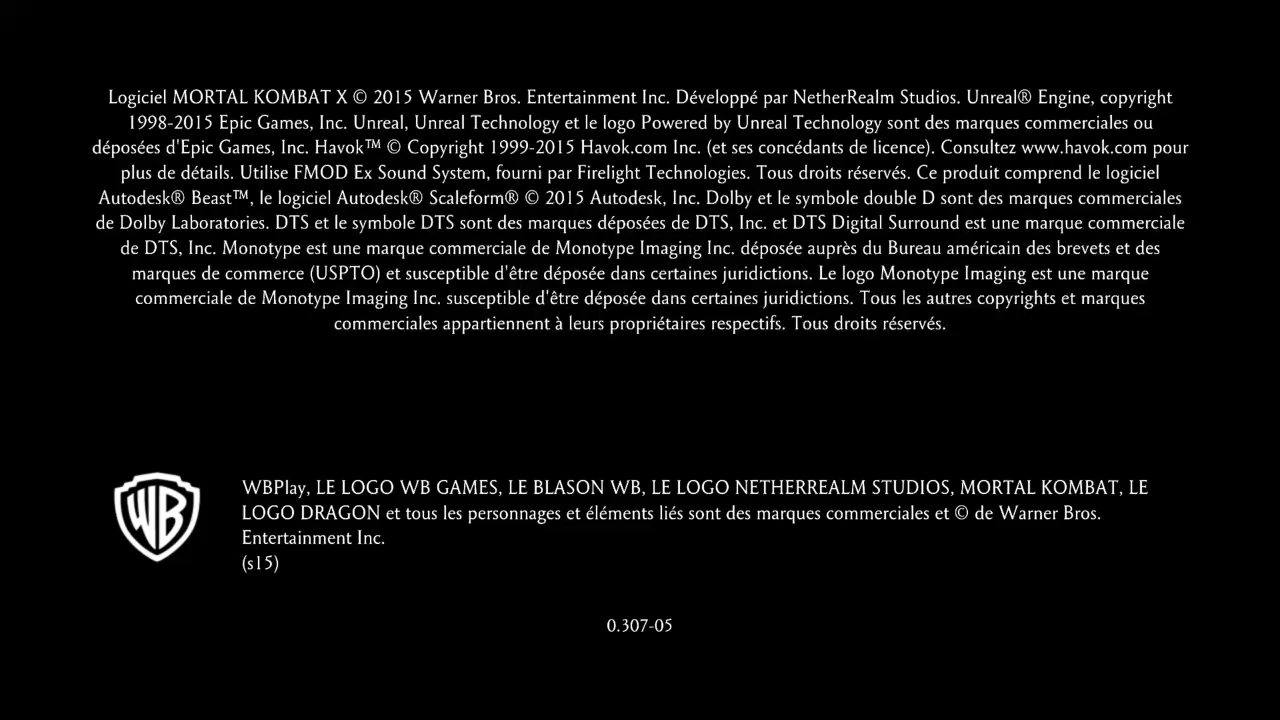 Logiciel MORTAL KOMBAT X © 2015 Warner Bros. Entertainment Inc. Développé par NetherRealm Studios. Unreal® Engine, copyright
1998-2015 Epic Games, Inc. Unreal, Unreal Technology et le logo Powered by Unreal Technology sont des marques commerciales ou
déposées d'Epic Games, Inc. Havok™ © Copyright 1999-2015 Havok.com Inc. (et ses concédants de licence). Consultez www.havok.com pour
plus de détails. Utilise FMOD Ex Sound System, fourni par Firelight Technologies. Tous droits réservés. Ce produit comprend le logiciel
Autodesk® Beast™, le logiciel Autodesk® Scaleform® © 2015 Autodesk, Inc. Dolby et le symbole double D sont des marques commerciales
de Dolby Laboratories. DTS et le symbole DTS sont des marques déposées de DTS, Inc. et DTS Digital Surround est une marque commerciale
de DTS, Inc. Monotype est une marque commerciale de Monotype Imaging Inc. déposée auprès du Bureau américain des brevets et des
marques de commerce (USPTO) et susceptible d'être déposée dans certaines juridictions. Le logo Monotype Imaging est une marque
commerciale de Monotype Imaging Inc. susceptible d'être déposée dans certaines juridictions. Tous les autres copyrights et marques
commerciales appartiennent à leurs propriétaires respectifs. Tous droits réservés.
WB
WBPlay, LE LOGO WB GAMES, LE BLASON WB, LE LOGO NETHERREALM STUDIOS, MORTAL KOMBAT, LE
LOGO DRAGON et tous les personnages et éléments liés sont des marques commerciales et © de Warner Bros.
Entertainment Inc.
(s15)
0.307-05